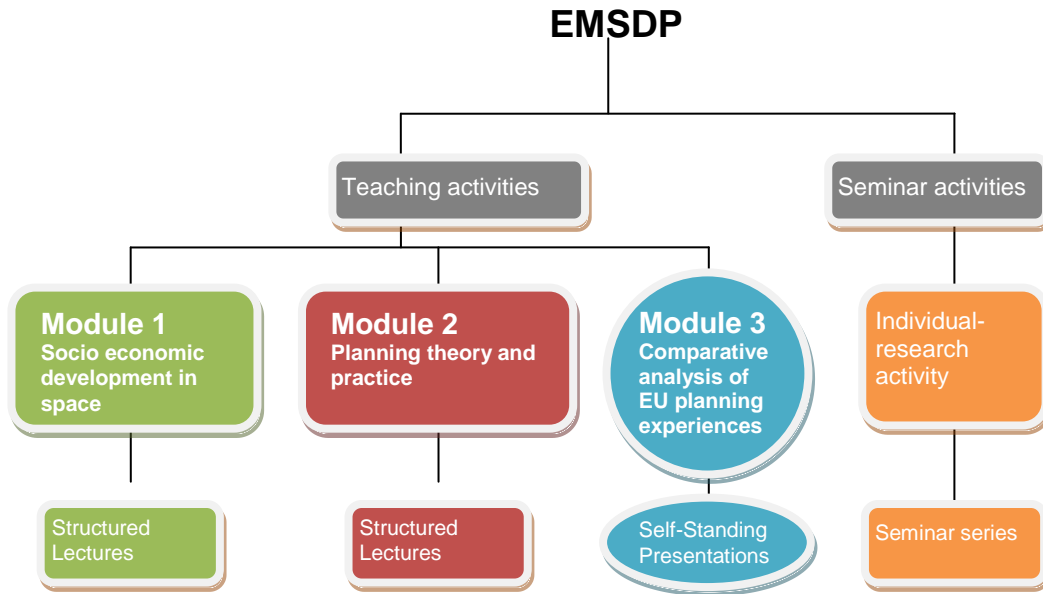 EMSDP
Teaching activities
Seminar activities
Module 1
Socio economic
development in
space
Module 2
Planning theory and
practice
Module 3
Comparative
analysis of
EU planning
experiences
Individual-
research
activity
Structured
Lectures
Structured
Lectures
Self-Standing
Presentations
Seminar series